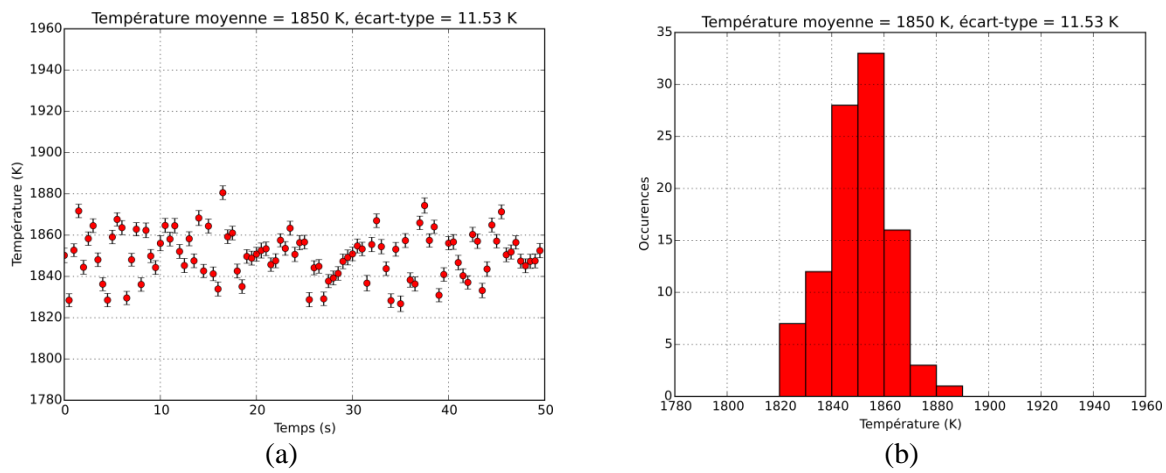 Température moyenne = 1850 K, écart-type = 11.53 K
1960
1940
1920
1900
1880
1860
1840
1820
1800
1780
Température (K)
0 10 20 30 40 50
Temps (s)
(a)
Température moyenne = 1850 K, écart-type = 11.53 K
35
30
25
20
15
10
5
0
Occurences
1780 1800 1820 1840 1860 1880 1900 1920 1940 1960
Température (K)
(b)